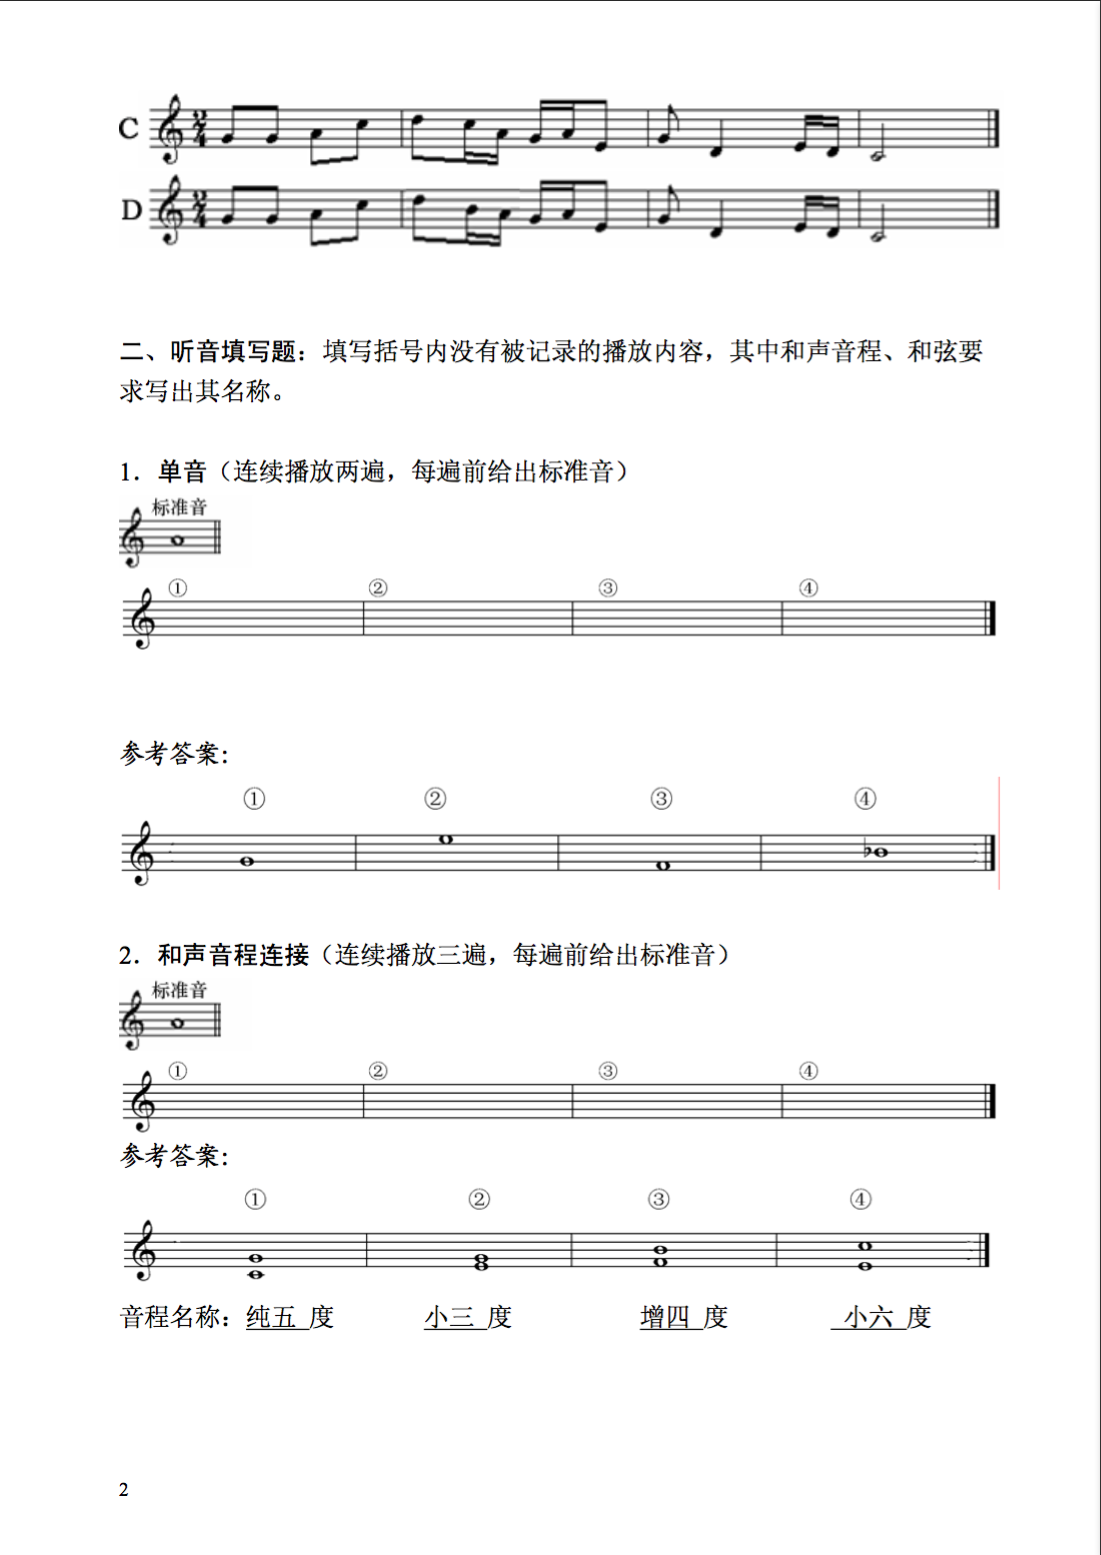 C
D
二、听音填写题：填写括号内没有被记录的播放内容，其中和声音程、和弦要
求写出其名称。
1．单音（连续播放两遍，每遍前给出标准音）
标准音
① ② ③ ④
参考答案:
① ② ③ ④
2．和声音程连接（连续播放三遍，每遍前给出标准音）
标准音
① ② ③ ④
参考答案:
① ② ③ ④
音程名称：纯五 度 小三 度 增四 度 小六 度
2